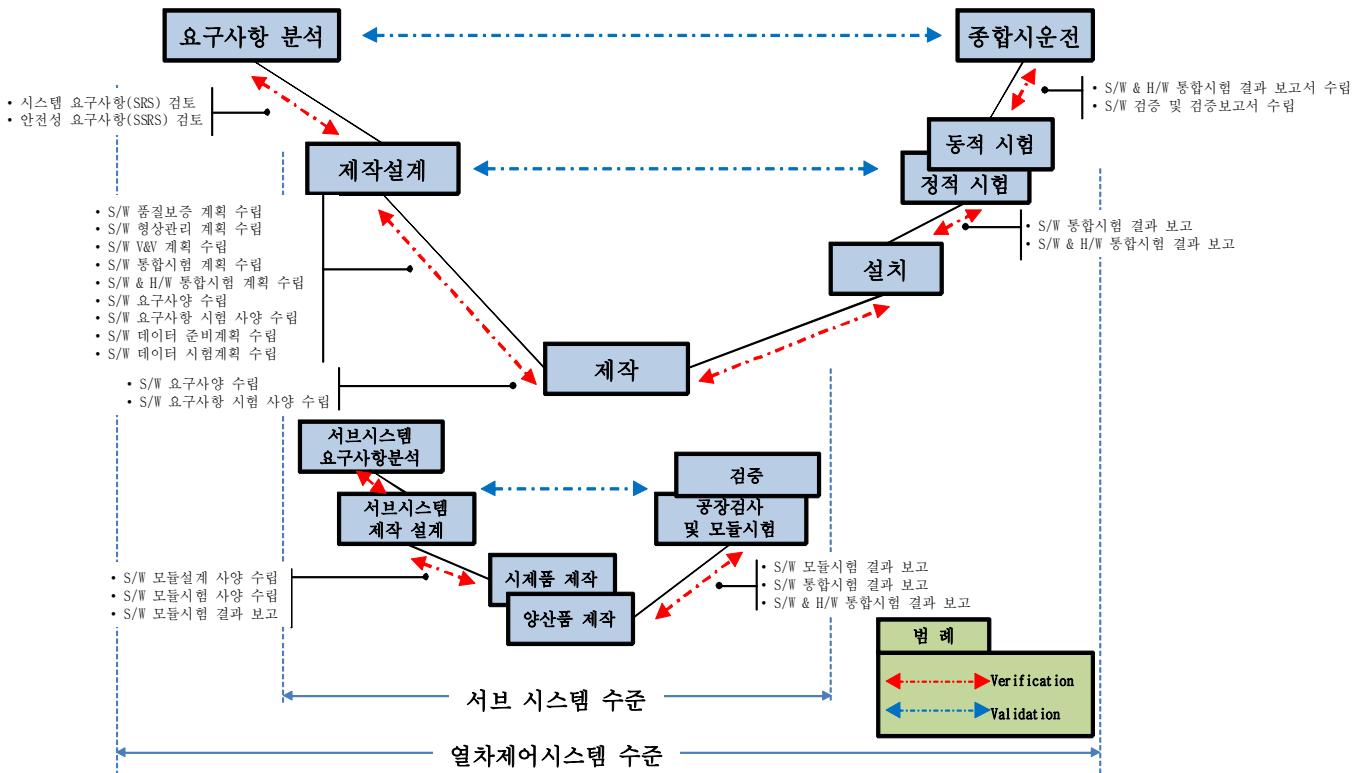 요구사항 분석
종합시운전
• 시스템 요구사항(SRS) 검토
• 안전성 요구사항(SSRS) 검토
• S/W & H/W 통합시험 결과 보고서 수립
• S/W 검증 및 검증보고서 수립
제작설계
동적 시험
정적 시험
• S/W 품질보증 계획 수립
• S/W 형상관리 계획 수립
• S/W V&V 계획 수립
• S/W 통합시험 계획 수립
• S/W & H/W 통합시험 계획 수립
• S/W 요구사양 수립
• S/W 요구사항 시험 사양 수립
• S/W 데이터 준비계획 수립
• S/W 데이터 시험계획 수립
• S/W 통합시험 결과 보고
• S/W & H/W 통합시험 결과 보고
설치
제작
• S/W 요구사양 수립
• S/W 요구사항 시험 사양 수립
서브시스템
요구사항분석
검증
서브시스템
제작 설계
공장검사
및 모듈시험
• S/W 모듈설계 사양 수립
• S/W 모듈시험 사양 수립
• S/W 모듈시험 결과 보고
시제품 제작
양산품 제작
• S/W 모듈시험 결과 보고
• S/W 통합시험 결과 보고
• S/W & H/W 통합시험 결과 보고
범 례
Verification
Validation
서브 시스템 수준
열차제어시스템 수준